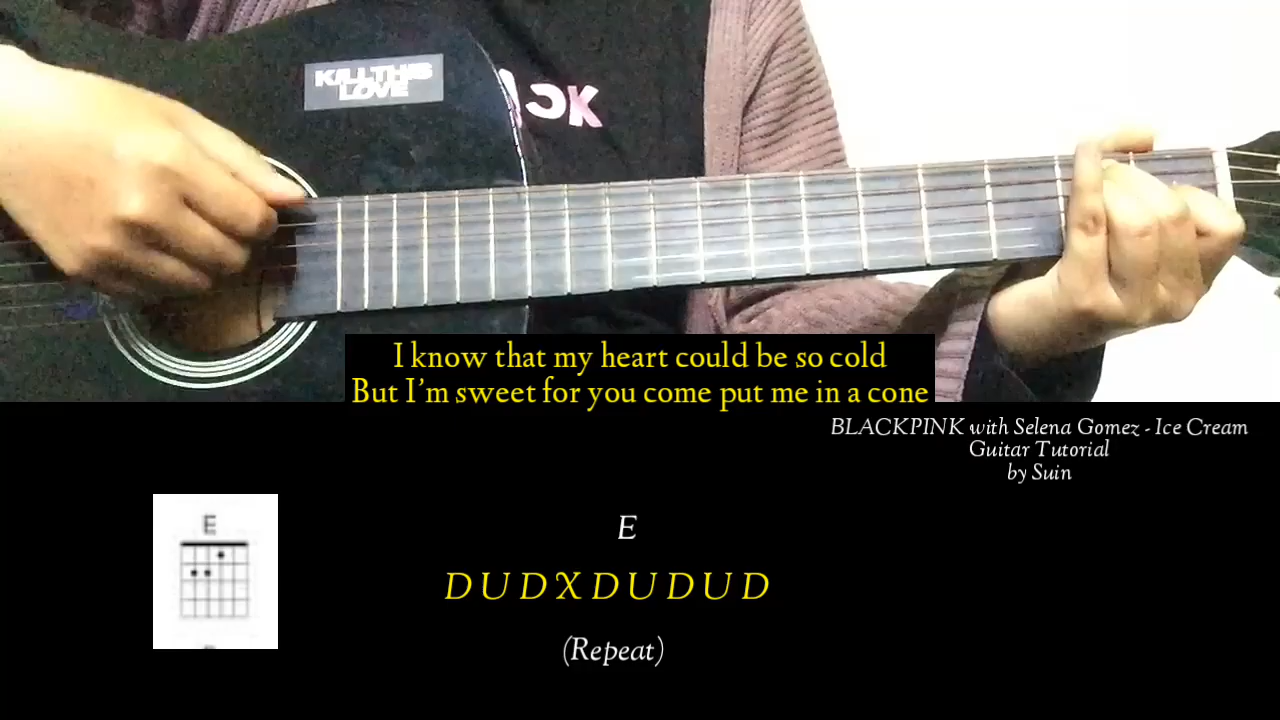 KILL THIS
LOVE
CK
I know that my heart could be so cold
But I'm sweet for you come put me in a cone
BLACKPINK with Selena Gomez - Ice Cream
Guitar Tutorial
by Suin
E
E
D U D X D U D U D
(Repeat)